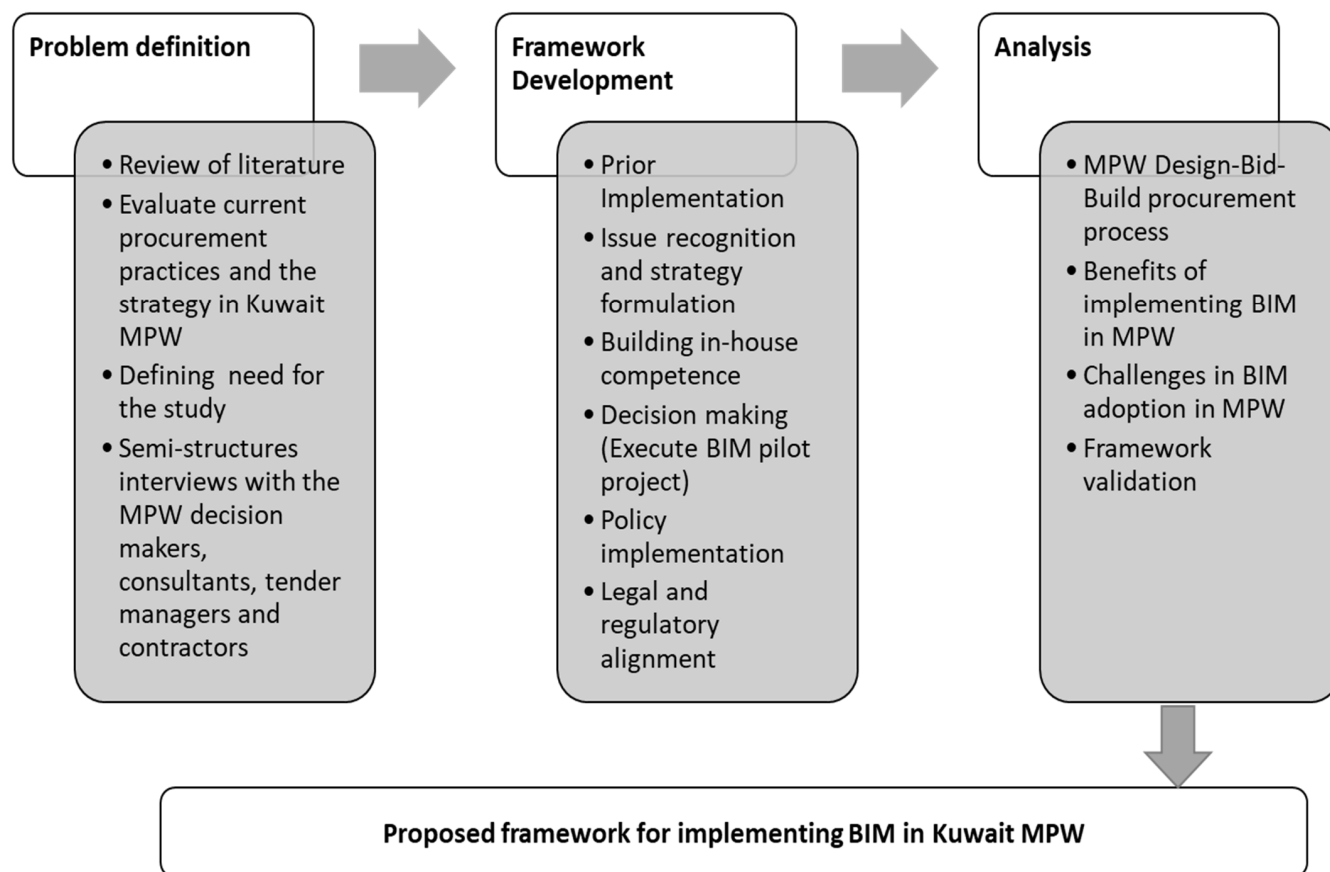 Problem definition
• Review of literature
• Evaluate current
procurement
practices and the
strategy in Kuwait
MPW
• Defining need for
the study
• Semi-structures
interviews with the
MPW decision
makers,
consultants, tender
managers and
contractors
Framework
Development
• Prior
Implementation
• Issue recognition
and strategy
formulation
• Building in-house
competence
• Decision making
(Execute BIM pilot
project)
• Policy
implementation
• Legal and
regulatory
alignment
Analysis
• MPW Design-Bid-
Build procurement
process
• Benefits of
implementing BIM
in MPW
• Challenges in BIM
adoption in MPW
• Framework
validation
Proposed framework for implementing BIM in Kuwait MPW